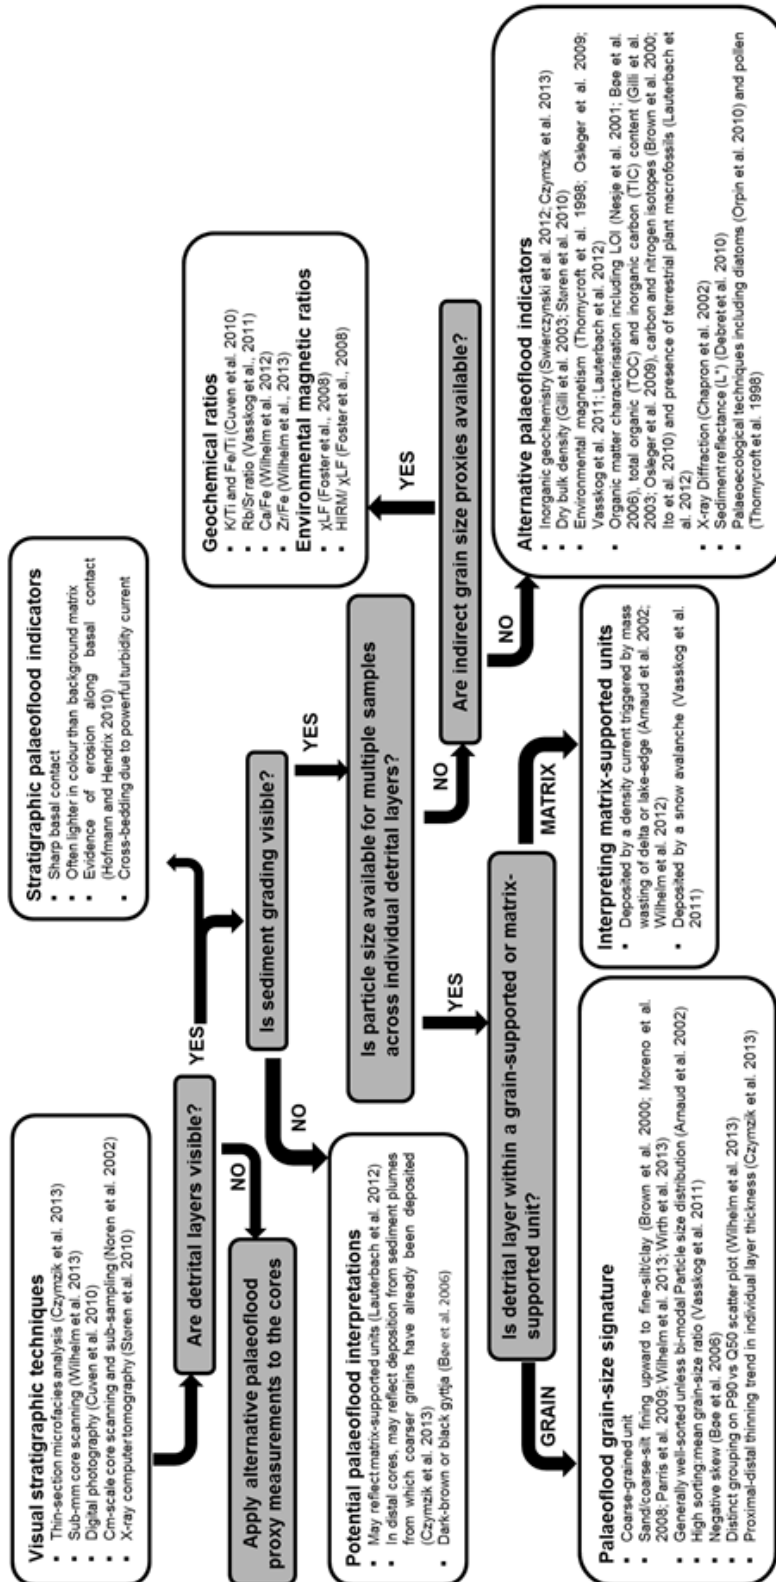 Visual stratigraphic techniques
▪ Thin-section microfacies analysis (Czymzik et al. 2013)
▪ Sub-mm core scanning (Wilhelm et al. 2013)
▪ Digital photography (Cuven et al. 2010)
▪ Cm-scale core scanning and sub-sampling (Noren et al. 2002)
▪ X-ray computer tomography (Støren et al. 2010)
Are detrital layers visible?
YES
NO
Stratigraphic palaeoflood indicators
▪ Sharp basal contact
▪ Often lighter in colour than background matrix
▪ Evidence of erosion along basal contact
(Hofmann and Hendrix 2010)
▪ Cross-bedding due to powerful turbidity current
Apply alternative palaeoflood
proxy measurements to the cores
Is sediment grading visible?
NO
YES
Potential palaeoflood interpretations
▪ May reflect matrix-supported units (Lauterbach et al. 2012)
▪ In distal cores, may reflect deposition from sediment plumes
from which coarser grains have already been deposited
(Czymzik et al. 2013)
▪ Dark-brown or black gyttja (Bøe et al. 2006)
Is particle size available for multiple samples
across individual detrital layers?
YES
NO
Geochemical ratios
▪ K/Ti and Fe/Ti (Cuven et al. 2010)
▪ Rb/Sr ratio (Vasskog et al., 2011)
▪ Ca/Fe (Wilhelm et al. 2012)
▪ Zr/Fe (Wilhelm et al., 2013)
Environmental magnetic ratios
▪ χLF (Foster et al., 2008)
▪ HIRM/ χLF (Foster et al., 2008)
YES
Are indirect grain size proxies available?
NO
Is detrital layer within a grain-supported or matrix-
supported unit?
GRAIN
MATRIX
Palaeoflood grain-size signature
▪ Coarse-grained unit
▪ Sand/coarse-silt fining upward to fine-silt/clay (Brown et al. 2000; Moreno et al.
2008; Parris et al. 2009; Wilhelm et al. 2013; Wirth et al. 2013)
▪ Generally well-sorted unless bi-modal Particle size distribution (Arnaud et al. 2002)
▪ High sorting:mean grain-size ratio (Vasskog et al. 2011)
▪ Negative skew (Bøe et al. 2006)
▪ Distinct grouping on P90 vs Q50 scatter plot (Wilhelm et al. 2013)
▪ Proximal-distal thinning trend in individual layer thickness (Czymzik et al. 2013)
Interpreting matrix-supported units
▪ Deposited by a density current triggered by mass
wasting of delta or lake-edge (Arnaud et al. 2002;
Wilhelm et al. 2012)
▪ Deposited by a snow avalanche (Vasskog et al.
2011)
Alternative palaeoflood indicators
▪ Inorganic geochemistry (Swierczynski et al. 2012; Czymzik et al. 2013)
▪ Dry bulk density (Gilli et al. 2003; Støren et al. 2010)
▪ Environmental magnetism (Thornycroft et al. 1998; Osleger et al. 2009;
Vasskog et al. 2011; Lauterbach et al. 2012)
▪ Organic matter characterisation including LOI (Nesje et al. 2001; Bøe et al.
2006), total organic (TOC) and inorganic carbon (TIC) content (Gilli et al.
2003; Osleger et al. 2009), carbon and nitrogen isotopes (Brown et al. 2000;
Ito et al. 2010) and presence of terrestrial plant macrofossils (Lauterbach et
al. 2012)
▪ X-ray Diffraction (Chapron et al. 2002)
▪ Sediment reflectance (L*) (Debret et al. 2010)
▪ Palaeoecological techniques including diatoms (Orpin et al. 2010) and pollen
(Thornycroft et al. 1998)